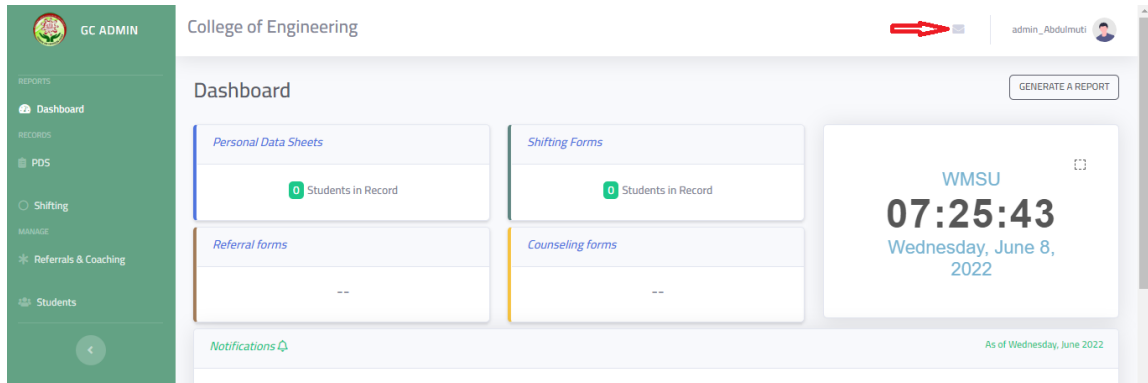 GC ADMIN
College of Engineering
admin_Abdulmuti
REPORTS
Dashboard
RECORDS
PDS
Shifting
MANAGE
Referrals & Coaching
Students
Dashboard
GENERATE A REPORT
Personal Data Sheets
0 Students in Record
Shifting Forms
0 Students in Record
Referral forms
--
Counseling forms
--
WMSU
07:25:43
Wednesday, June 8,
2022
Notifications
As of Wednesday, June 2022